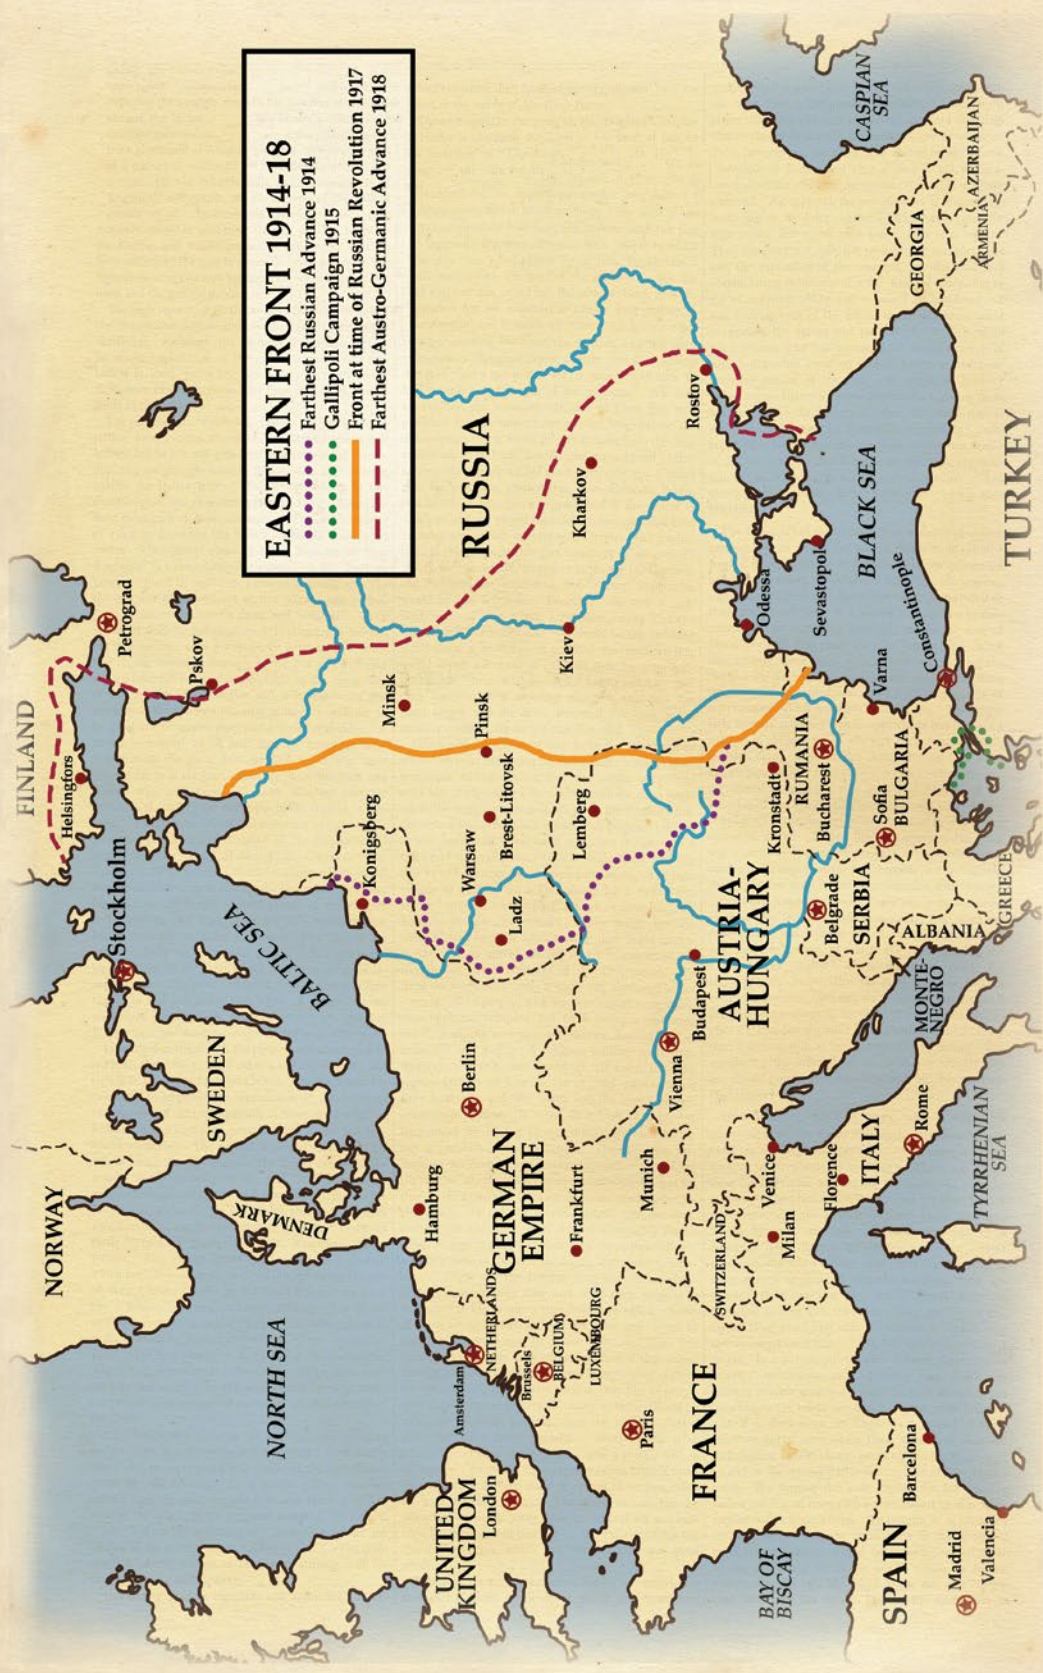 EASTERN FRONT 1914-18
Farthest Russian Advance 1914
Gallipoli Campaign 1915
Front at time of Russian Revolution 1917
Farthest Austro-Germanic Advance 1918
NORWAY
SWEDEN
Stockholm
FINLAND
Helsingfors
Petrograd
Pskov
NORTH SEA
DENMARK
BALTIC SEA
Konigsberg
Minsk
RUSSIA
UNITED
KINGDOM
London
Amsterdam
NETHERLANDS
Brussels
BELGIUM
LUXEMBOURG
Hamburg
Berlin
GERMAN
EMPIRE
Frankfurt
Munich
Warsaw
Ladz
Brest-Litovsk
Pinsk
Lemberg
Kiev
Kharkov
Rostov
Paris
FRANCE
SWITZERLAND
Vienna
Budapest
AUSTRIA-
HUNGARY
Kronstadt
RUMANIA
Bucharest
Odessa
Sevastopol
BLACK SEA
CASPIAN
SEA
GEORGIA
ARMENIA
AZERBAIJAN
BAY OF
BISCAY
SPAIN
Madrid
Barcelona
Valencia
Milan
Venice
Florence
ITALY
Rome
TYRRHENIAN
SEA
Belgrade
SERBIA
MONTE-
NEGRO
ALBANIA
GREECE
Sofia
BULGARIA
Varna
Constantinople
TURKEY